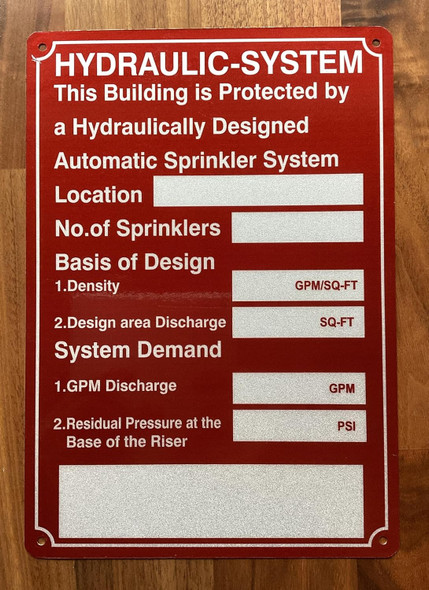 HYDRAULIC-SYSTEM
This Building is Protected by
a Hydraulically Designed
Automatic Sprinkler System
Location
No.of Sprinklers
Basis of Design
1.Density GPM/SQ-FT
2.Design area Discharge SQ-FT
System Demand
1.GPM Discharge GPM
2.Residual Pressure at the PSI
Base of the Riser